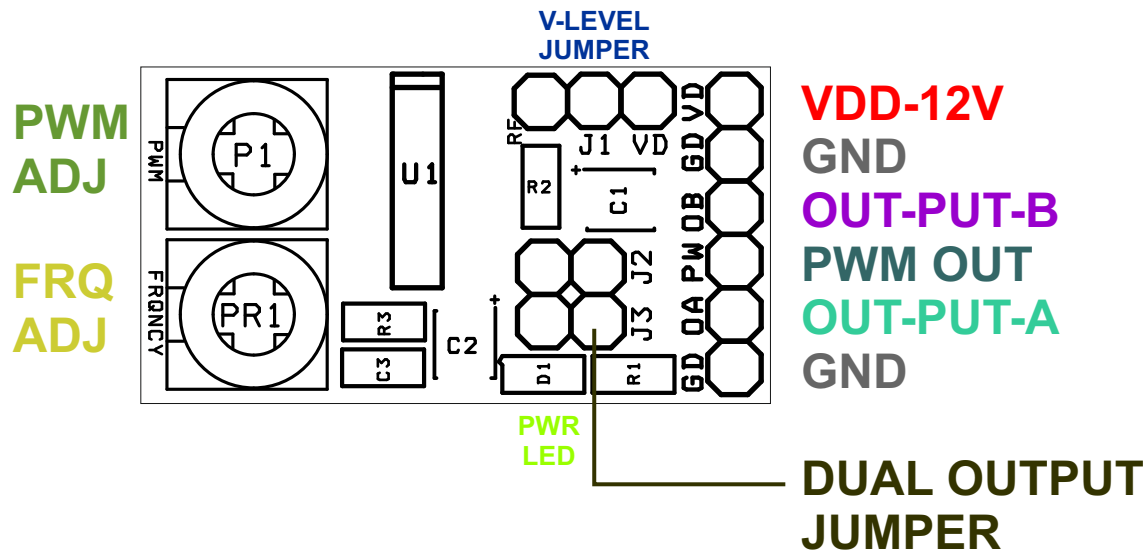 V-LEVEL
JUMPER
PWM
ADJ
FRQ
ADJ
PWM
P1
FRQNCY
PR1
U1
RF
J1
VD
R2
C1
J2
J3
R3
C3
C2
D1
R1
VD
GD
OB
PW
OA
GD
VDD-12V
GND
OUT-PUT-B
PWM OUT
OUT-PUT-A
GND
PWR
LED
DUAL OUTPUT
JUMPER